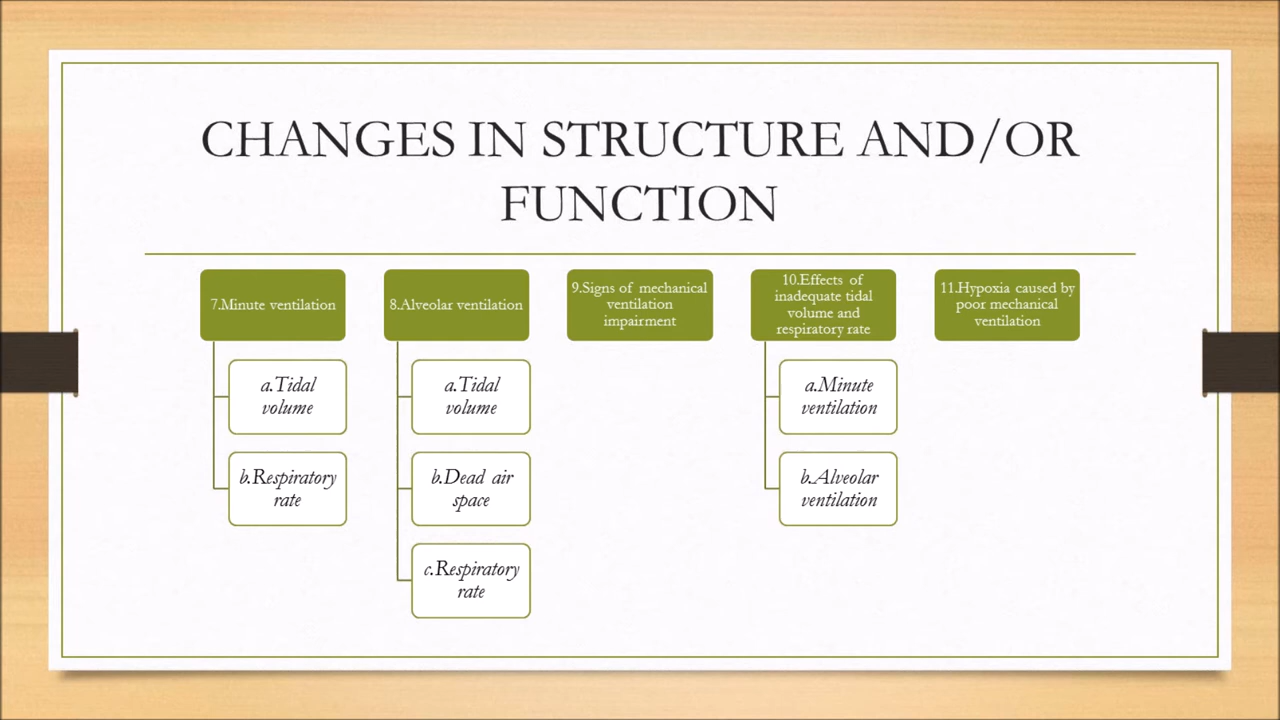 CHANGES IN STRUCTURE AND/OR
FUNCTION
7.Minute ventilation
a.Tidal
volume
b.Respiratory
rate
8.Alveolar ventilation
a.Tidal
volume
b.Dead air
space
c.Respiratory
rate
9.Signs of mechanical
ventilation
impairment
10.Effects of
inadequate tidal
volume and
respiratory rate
a.Minute
ventilation
b.Alveolar
ventilation
11.Hypoxia caused by
poor mechanical
ventilation